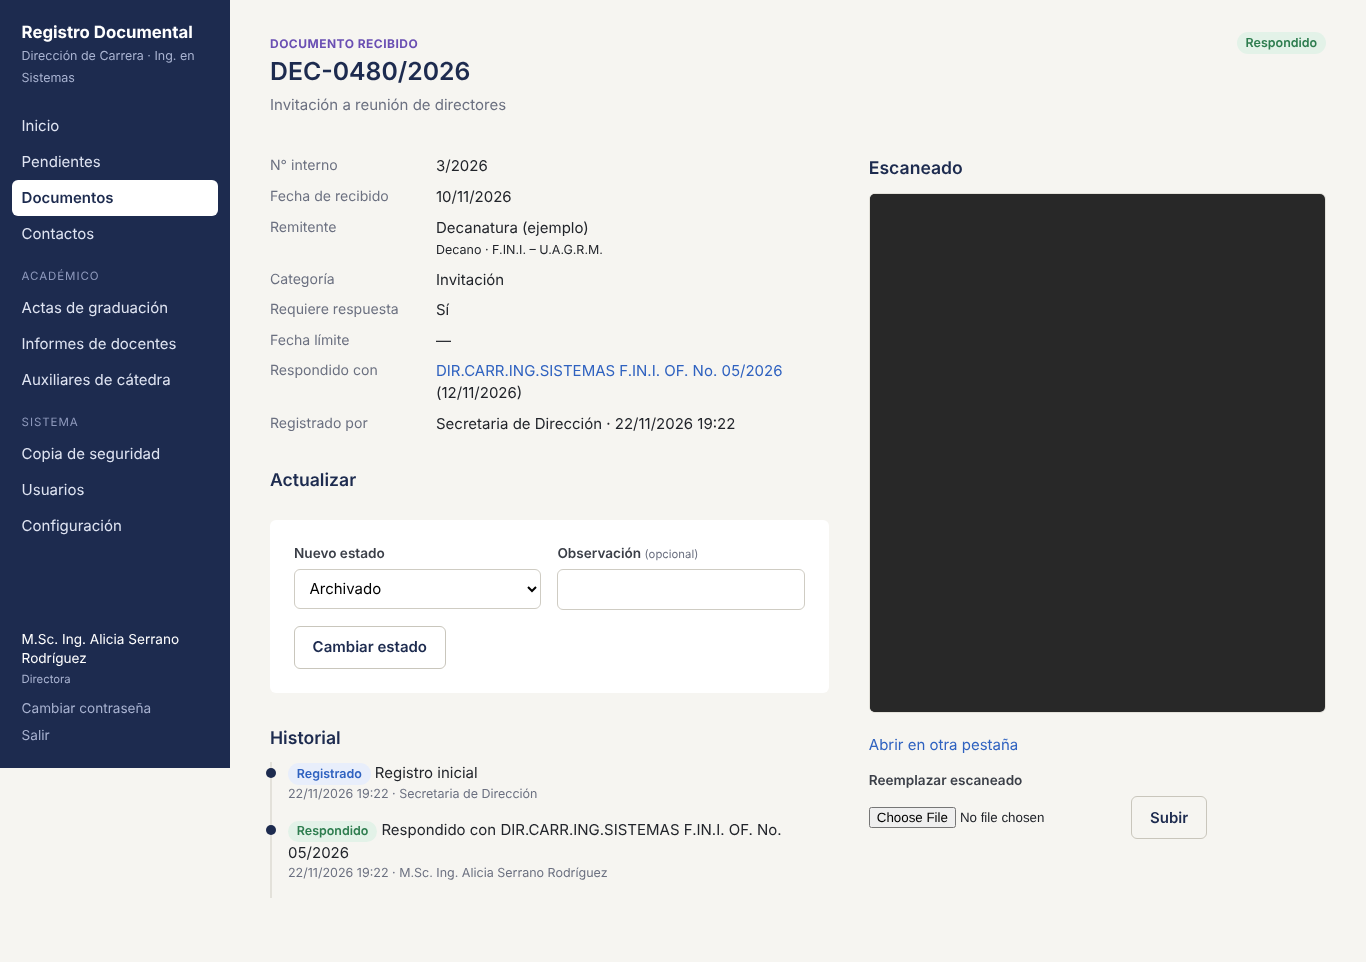 Registro Documental
Dirección de Carrera · Ing. en
Sistemas
Inicio
Pendientes
Documentos
Contactos
ACADÉMICO
Actas de graduación
Informes de docentes
Auxiliares de cátedra
SISTEMA
Copia de seguridad
Usuarios
Configuración
M.Sc. Ing. Alicia Serrano
Rodríguez
Directora
Cambiar contraseña
Salir
DOCUMENTO RECIBIDO
Respondido
DEC-0480/2026
Invitación a reunión de directores
N° interno 3/2026
Fecha de recibido 10/11/2026
Remitente Decanatura (ejemplo)
Decano · F.IN.I. – U.A.G.R.M.
Categoría Invitación
Requiere respuesta Sí
Fecha límite —
Respondido con DIR.CARR.ING.SISTEMAS F.IN.I. OF. No. 05/2026
(12/11/2026)
Registrado por Secretaria de Dirección · 22/11/2026 19:22
Actualizar
Nuevo estado Observación (opcional)
Archivado
Cambiar estado
Historial
Registrado Registro inicial
22/11/2026 19:22 · Secretaria de Dirección
Respondido Respondido con DIR.CARR.ING.SISTEMAS F.IN.I. OF. No.
05/2026
22/11/2026 19:22 · M.Sc. Ing. Alicia Serrano Rodríguez
Escaneado
Abrir en otra pestaña
Reemplazar escaneado
Choose File No file chosen Subir